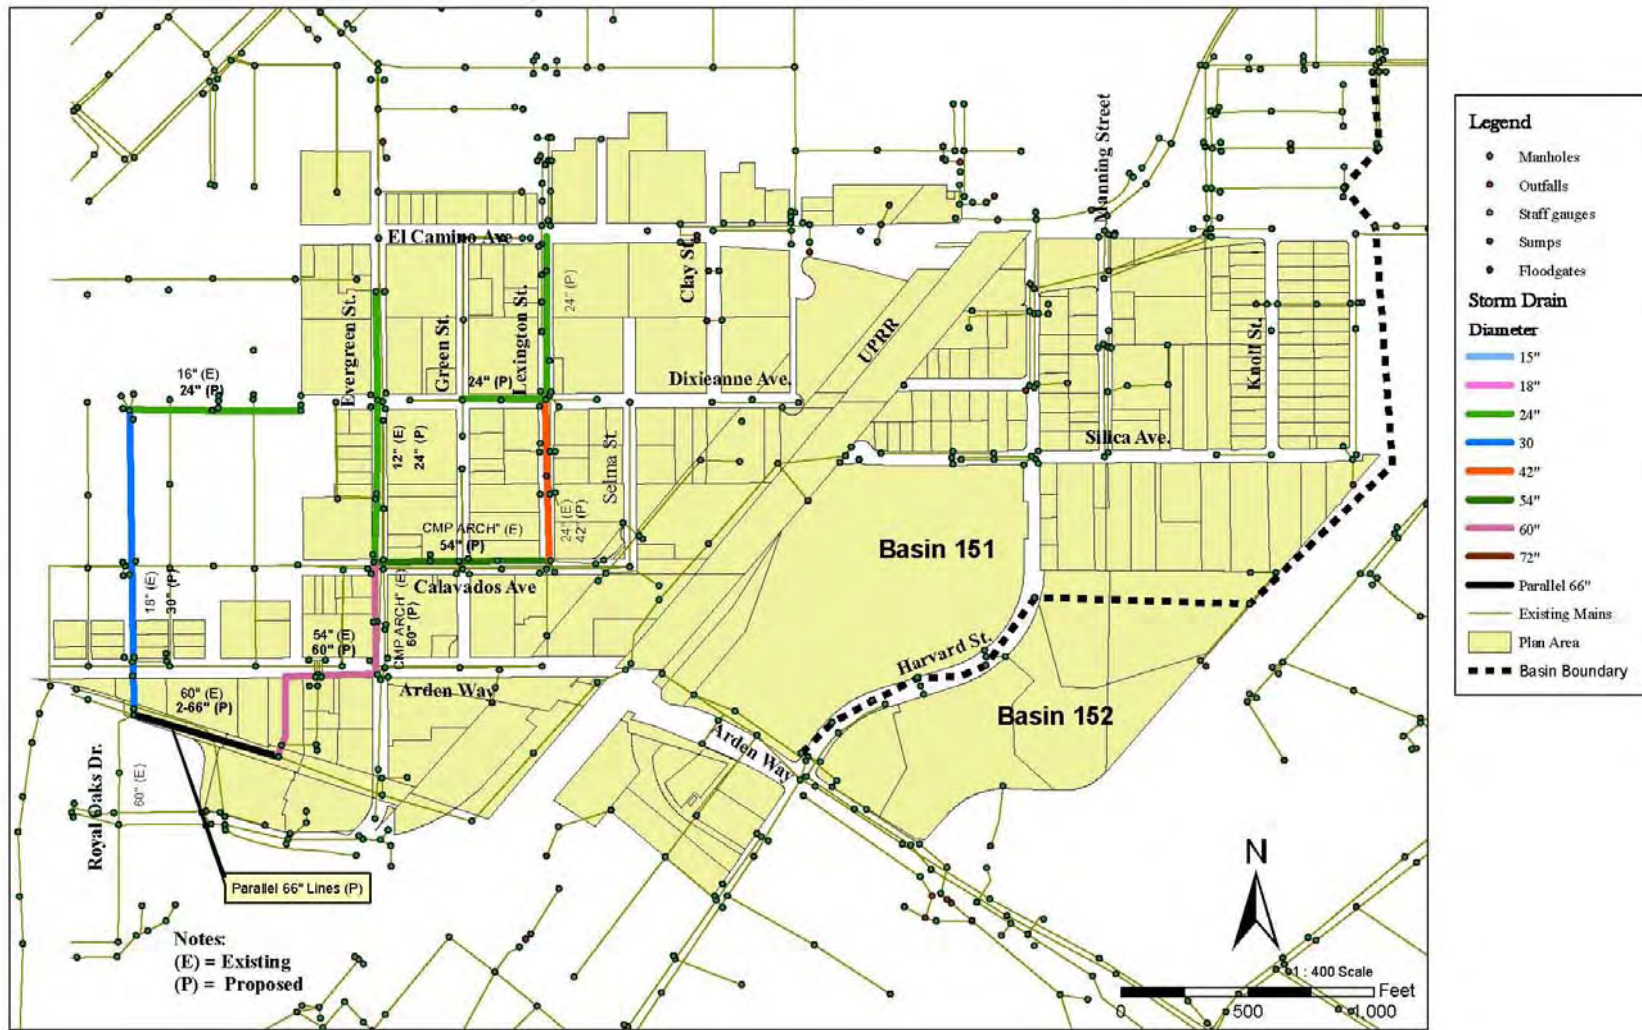 Manning Street
El Camino Ave
Evergreen St.
Green St.
Lexington St.
24" (P)
Clay St.
UPRR
Knoll St.
16" (E)
24" (P)
24" (P)
Dixieanne Ave.
12" (E)
24" (P)
Selma St.
Silica Ave.
CMP ARCH" (E)
54" (P)
24" (E)
42" (P)
Basin 151
18" (E)
30" (P)
Calavados Ave
CMP ARCH" (E)
60" (P)
54" (E)
60" (P)
Harvard St.
60" (E)
2-66" (P)
Arden Way
Basin 152
Arden Way
Royal Oaks Dr.
60" (E)
Parallel 66" Lines (P)
Notes:
(E) = Existing
(P) = Proposed
N
1 : 400 Scale
Feet
0 500 1,000
Legend
Manholes
Outfalls
Staff gauges
Sumps
Floodgates
Storm Drain
Diameter
15"
18"
24"
30
42"
54"
60"
72"
Parallel 66"
Existing Mains
Plan Area
Basin Boundary